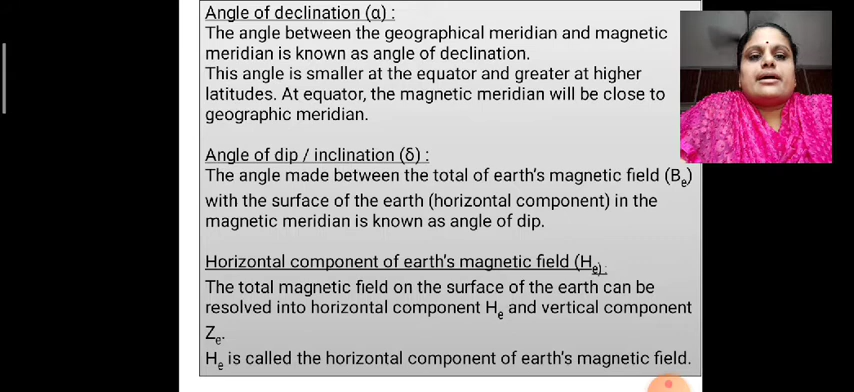 Angle of declination (α) :
The angle between the geographical meridian and magnetic
meridian is known as angle of declination.
This angle is smaller at the equator and greater at higher
latitudes. At equator, the magnetic meridian will be close to
geographic meridian.
Angle of dip / inclination (δ) :
The angle made between the total of earth's magnetic field (Bₑ)
with the surface of the earth (horizontal component) in the
magnetic meridian is known as angle of dip.
Horizontal component of earth's magnetic field (Hₑ) :
The total magnetic field on the surface of the earth can be
resolved into horizontal component Hₑ and vertical component
Zₑ.
Hₑ is called the horizontal component of earth's magnetic field.